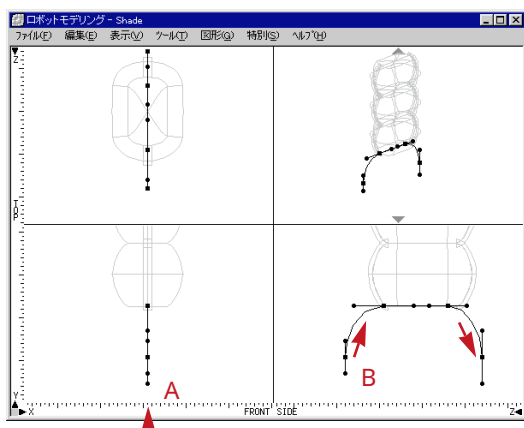 ロボットモデリング - Shade
ファイル(F) 編集(E) 表示(V) ツール(T) 図形(G) 特別(S) ヘルプ(H)
Z
TOP
A
B
Y
X FRONT SIDE Z